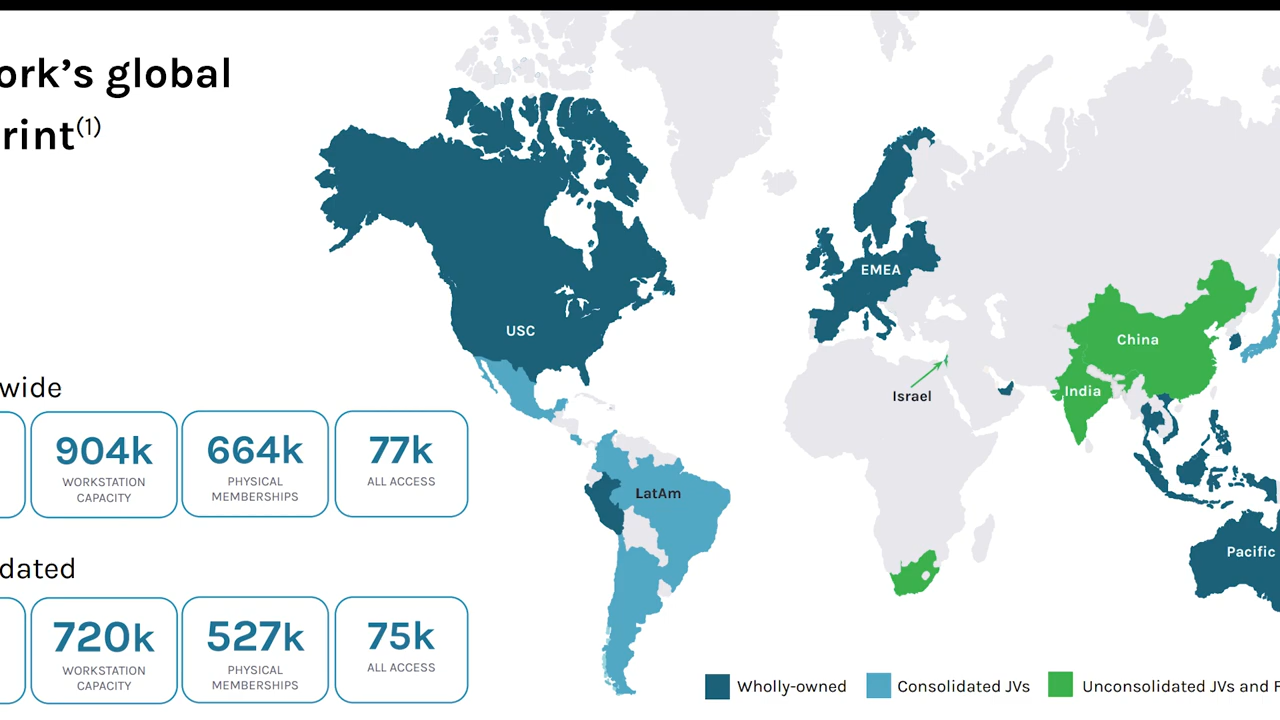 ork's global
rint(1)
wide
904k
WORKSTATION
CAPACITY
664k
PHYSICAL
MEMBERSHIPS
77k
ALL ACCESS
dated
720k
WORKSTATION
CAPACITY
527k
PHYSICAL
MEMBERSHIPS
75k
ALL ACCESS
USC
LatAm
EMEA
Israel
China
India
Pacific
Wholly-owned
Consolidated JVs
Unconsolidated JVs and F